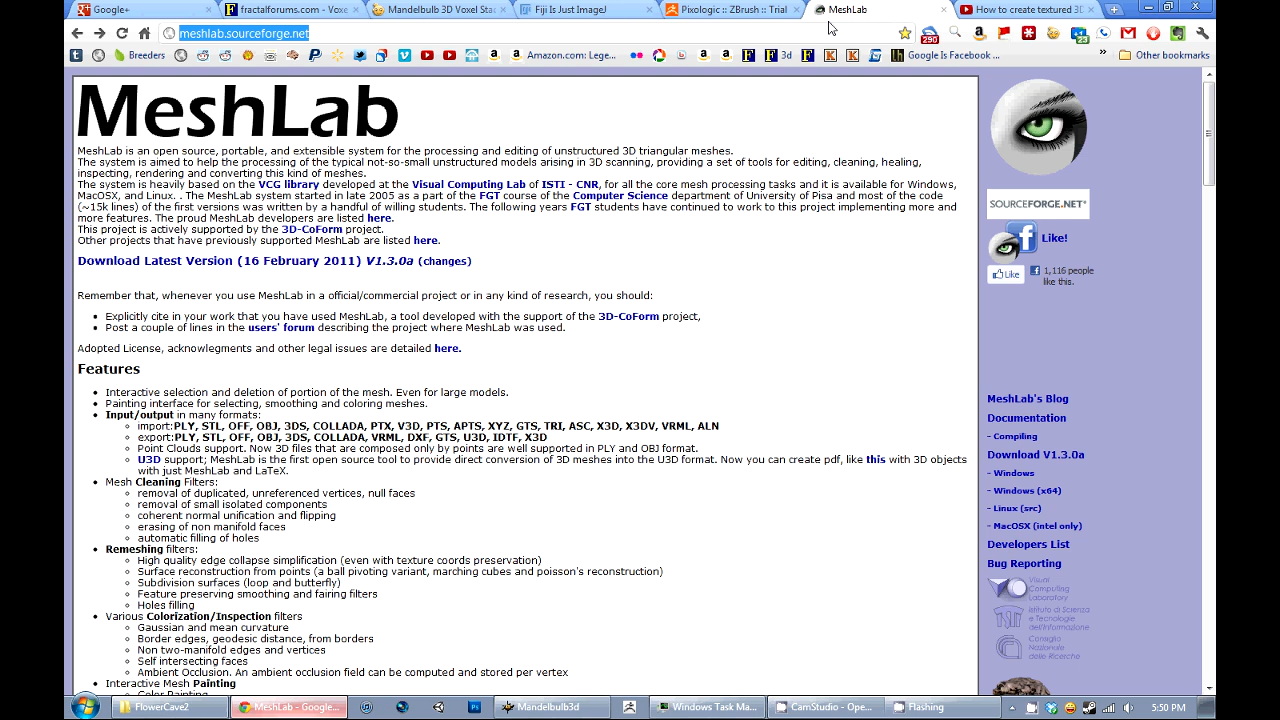 Google+
fractalforums.com - Voxe
Mandelbulb 3D Voxel Stac
Fiji Is Just ImageJ
Pixologic :: ZBrush :: Trial
MeshLab
How to create textured 3D
meshlab.sourceforge.net
290
23
Breeders
Amazon.com: Lege...
3d
Google Is Facebook ...
Other bookmarks
MeshLab
MeshLab is an open source, portable, and extensible system for the processing and editing of unstructured 3D triangular meshes.
The system is aimed to help the processing of the typical not-so-small unstructured models arising in 3D scanning, providing a set of tools for editing, cleaning, healing,
inspecting, rendering and converting this kind of meshes.
The system is heavily based on the VCG library developed at the Visual Computing Lab of ISTI - CNR, for all the core mesh processing tasks and it is available for Windows,
MacOSX, and Linux. . The MeshLab system started in late 2005 as a part of the FGT course of the Computer Science department of University of Pisa and most of the code
(~15k lines) of the first versions was written by a handful of willing students. The following years FGT students have continued to work to this project implementing more and
more features. The proud MeshLab developers are listed here.
This project is actively supported by the 3D-CoForm project.
Other projects that have previously supported MeshLab are listed here.
Download Latest Version (16 February 2011) V1.3.0a (changes)
Remember that, whenever you use MeshLab in a official/commercial project or in any kind of research, you should:
• Explicitly cite in your work that you have used MeshLab, a tool developed with the support of the 3D-CoForm project,
• Post a couple of lines in the users' forum describing the project where MeshLab was used.
Adopted License, acknowlegments and other legal issues are detailed here.
Features
• Interactive selection and deletion of portion of the mesh. Even for large models.
• Painting interface for selecting, smoothing and coloring meshes.
• Input/output in many formats:
import:PLY, STL, OFF, OBJ, 3DS, COLLADA, PTX, V3D, PTS, APTS, XYZ, GTS, TRI, ASC, X3D, X3DV, VRML, ALN
export:PLY, STL, OFF, OBJ, 3DS, COLLADA, VRML, DXF, GTS, U3D, IDTF, X3D
Point Clouds support. Now 3D files that are composed only by points are well supported in PLY and OBJ format.
U3D support; MeshLab is the first open source tool to provide direct conversion of 3D meshes into the U3D format. Now you can create pdf, like this with 3D objects
with just MeshLab and LaTeX.
• Mesh Cleaning Filters:
removal of duplicated, unreferenced vertices, null faces
removal of small isolated components
coherent normal unification and flipping
erasing of non manifold faces
automatic filling of holes
• Remeshing filters:
High quality edge collapse simplification (even with texture coords preservation)
Surface reconstruction from points (a ball pivoting variant, marching cubes and poisson's reconstruction)
Subdivision surfaces (loop and butterfly)
Feature preserving smoothing and fairing filters
Holes filling
• Various Colorization/Inspection filters
Gaussian and mean curvature
Border edges, geodesic distance, from borders
Non two-manifold edges and vertices
Self intersecting faces
Ambient Occlusion. An ambient occlusion field can be computed and stored per vertex
• Interactive Mesh Painting
Color Painting
SOURCEFORGE.NET
Like!
Like
1,116 people
like this.
MeshLab's Blog
Documentation
- Compiling
Download V1.3.0a
- Windows
- Windows (x64)
- Linux (src)
- MacOSX (intel only)
Developers List
Bug Reporting
Visual
Computing
Laboratory
Istituto di Scienza
e Tecnologie
dell'Informazione
Consiglio
Nazionale
delle Ricerche
FlowerCave2
MeshLab - Google...
Mandelbulb3d
Windows Task Ma...
CamStudio - Ope...
Flashing
5:50 PM